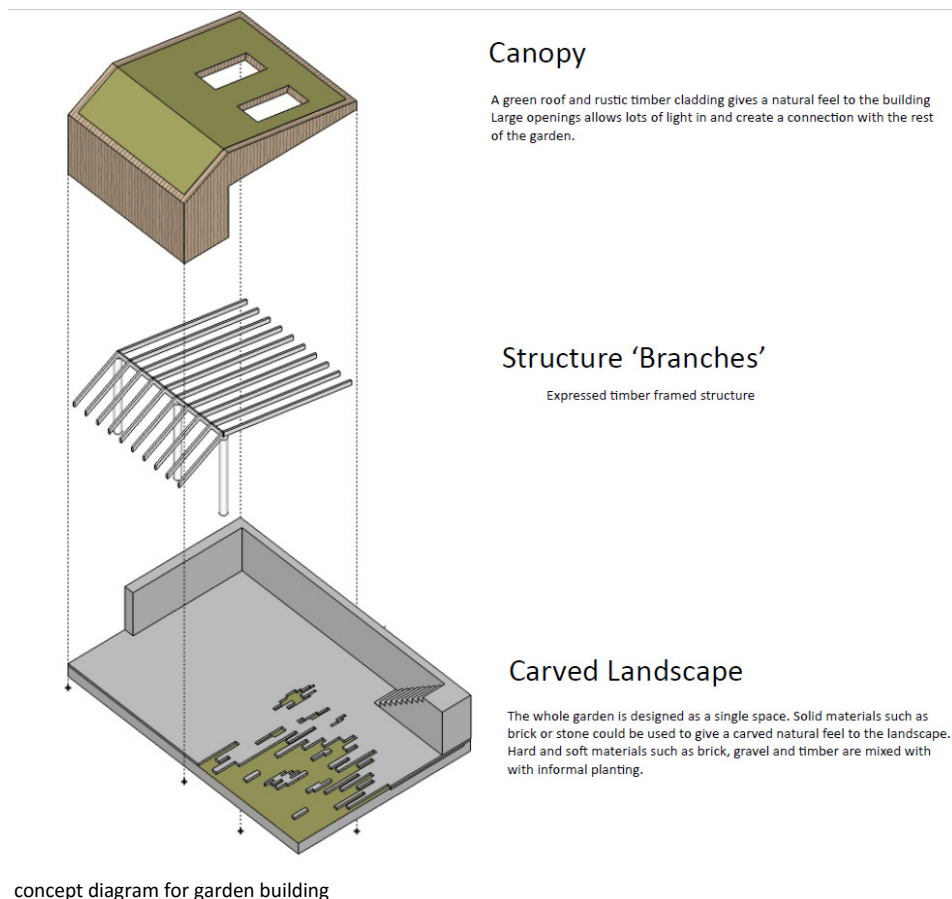 Canopy
A green roof and rustic timber cladding gives a natural feel to the building
Large openings allows lots of light in and create a connection with the rest
of the garden.
Structure ‘Branches’
Expressed timber framed structure
Carved Landscape
The whole garden is designed as a single space. Solid materials such as
brick or stone could be used to give a carved natural feel to the landscape.
Hard and soft materials such as brick, gravel and timber are mixed with
with informal planting.
concept diagram for garden building